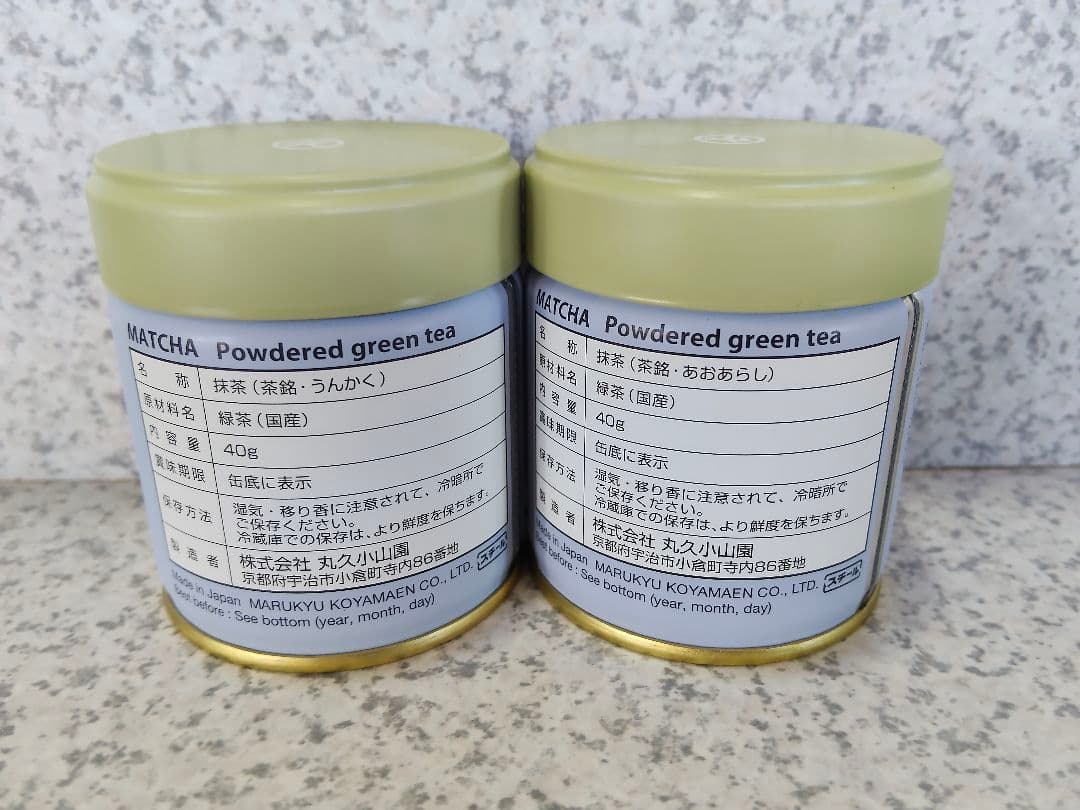 MATCHA Powdered green tea
名称 抹茶（茶銘・うんかく）
原材料名 緑茶（国産）
内容量 40g
賞味期限 缶底に表示
保存方法 湿気・移り香に注意されて、冷暗所で
ご保存ください。
冷蔵庫での保存は、より鮮度を保ちます。
製造者 株式会社 丸久小山園
京都府宇治市小倉町寺内86番地
Made in Japan MARUKYU KOYAMAEN CO., LTD. スチール
Best before : See bottom (year, month, day)
MATCHA Powdered green tea
名称 抹茶（茶銘・あおあらし）
原材料名 緑茶（国産）
内容量 40g
賞味期限 缶底に表示
保存方法 湿気・移り香に注意されて、冷暗所で
ご保存ください。
冷蔵庫での保存は、より鮮度を保ちます。
製造者 株式会社 丸久小山園
京都府宇治市小倉町寺内86番地
Made in Japan MARUKYU KOYAMAEN CO., LTD. スチール
Best before : See bottom (year, month, day)